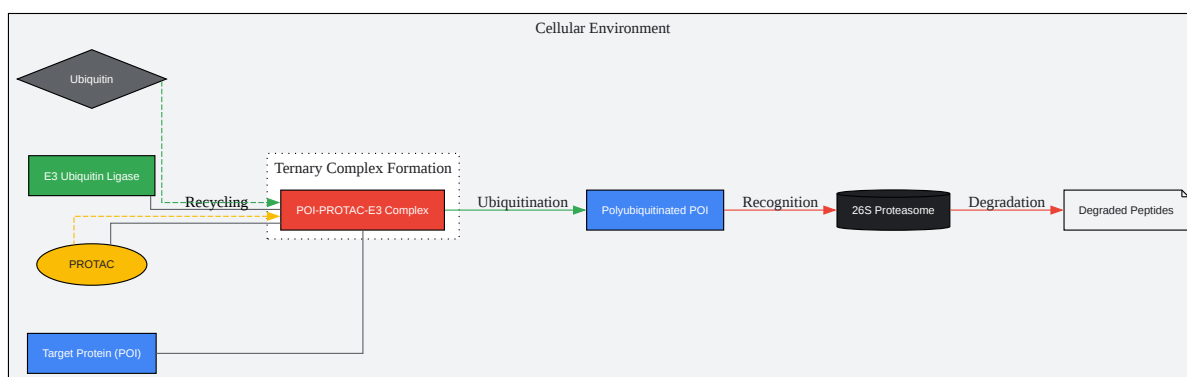 Cellular Environment
Ubiquitin
Ternary Complex Formation
E3 Ubiquitin Ligase
Recycling
POI-PROTAC-E3 Complex
Ubiquitination
Polyubiquitinated POI
Recognition
26S Proteasome
Degradation
Degraded Peptides
PROTAC
Target Protein (POI)